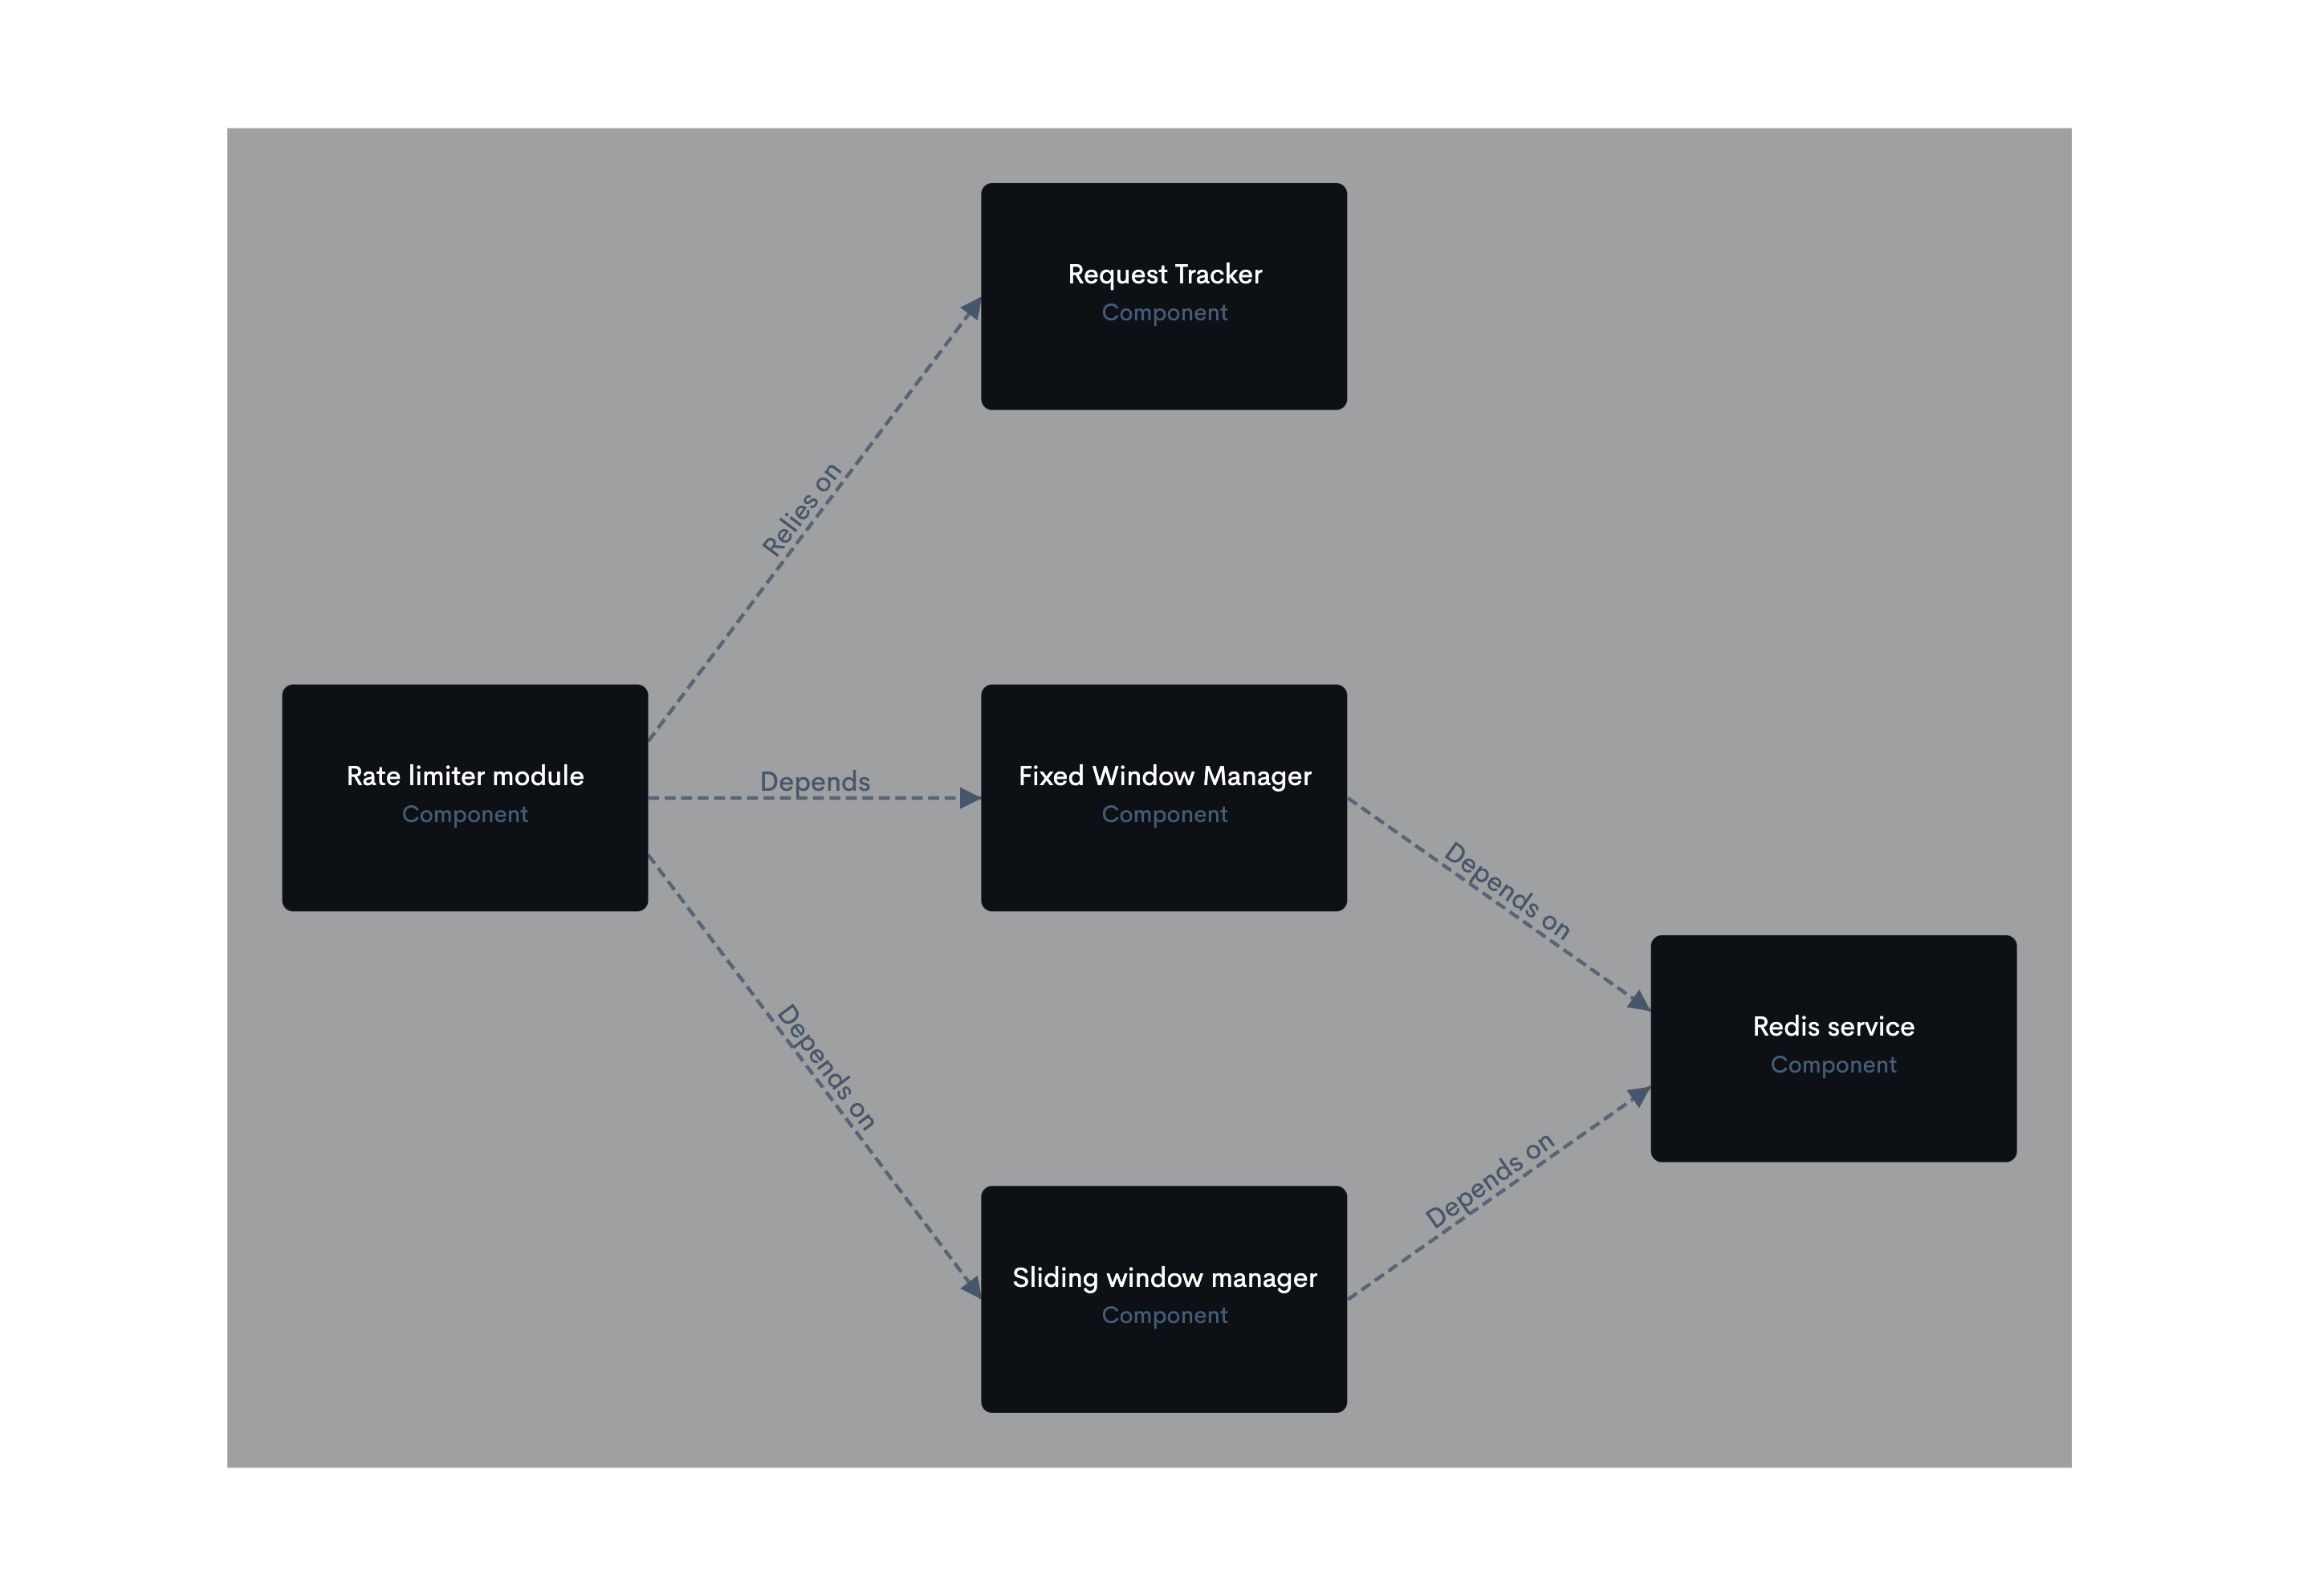 Request Tracker
Component
Relies on
Rate limiter module
Component
Depends
Fixed Window Manager
Component
Depends on
Redis service
Component
Depends on
Depends on
Sliding window manager
Component